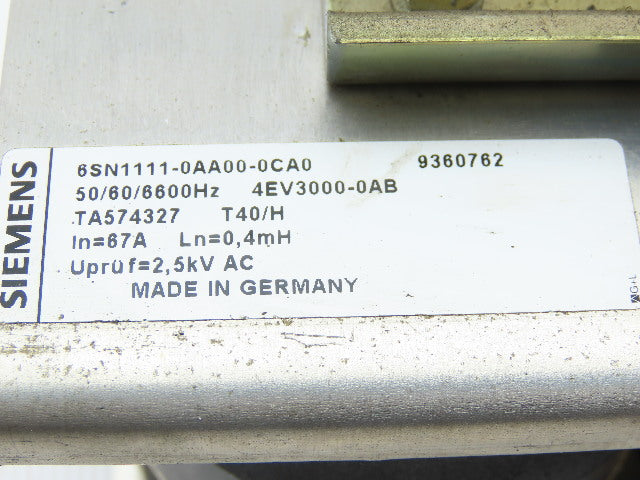 SIEMENS
6SN1111-0AA00-0CA0 9360762
50/60/6600Hz 4EV3000-0AB
TA574327 T40/H
In=67A Ln=0,4mH
Uprüf=2,5kV AC
MADE IN GERMANY